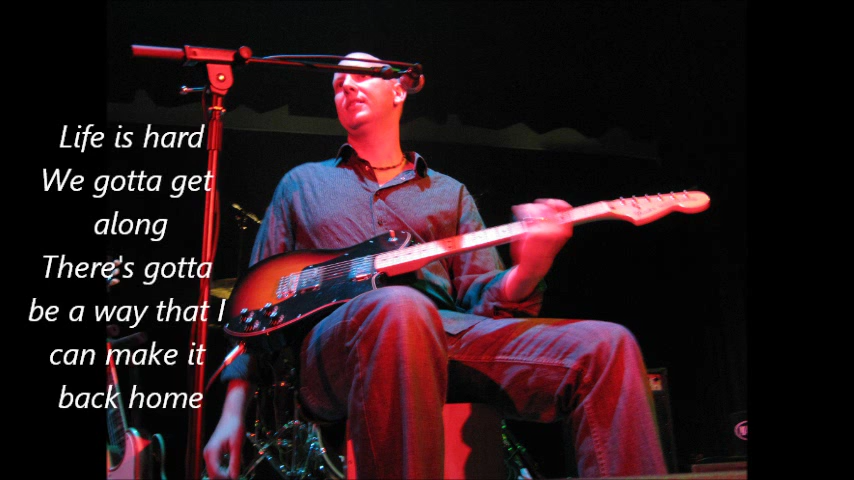 Life is hard
We gotta get
along
There's gotta
be a way that I
can make it
back home